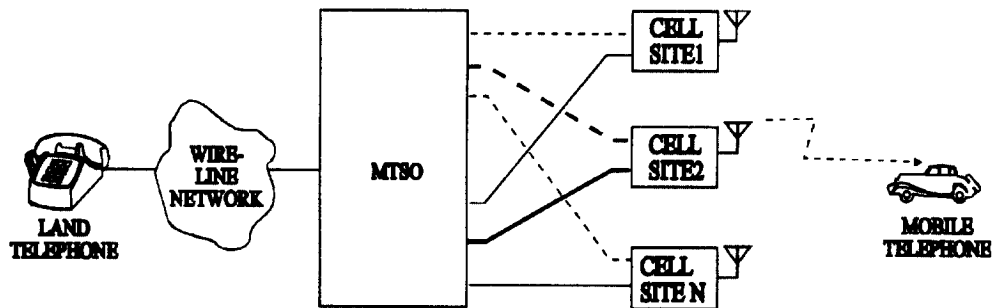 CELL
SITE1
WIRE-
LINE
NETWORK
MTSO
CELL
SITE2
LAND
TELEPHONE
MOBILE
TELEPHONE
CELL
SITE N